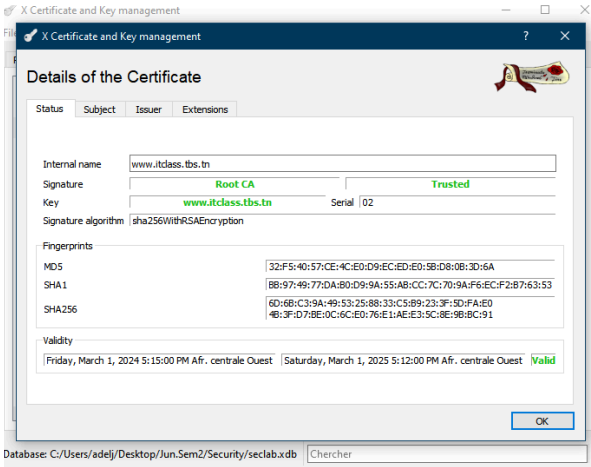 X Certificate and Key management
X Certificate and Key management ?
Details of the Certificate
Status Subject Issuer Extensions
Internal name www.itclass.tbs.tn
Signature Root CA Trusted
Key www.itclass.tbs.tn Serial 02
Signature algorithm sha256WithRSAEncryption
Fingerprints
MD5 32:F5:40:57:CE:4C:E0:D9:EC:ED:E0:5B:D8:0B:3D:6A
SHA1 BB:97:49:77:DA:B0:D9:9A:55:AB:CC:7C:70:9A:F6:EC:F2:B7:63:53
SHA256 6D:6B:C3:9A:49:53:25:88:33:C5:B9:23:3F:5D:FA:E0
4B:3F:D7:BE:0C:6C:E0:76:E1:AE:E3:5C:8E:9B:BC:91
Validity
Friday, March 1, 2024 5:15:00 PM Afr. centrale Ouest Saturday, March 1, 2025 5:12:00 PM Afr. centrale Ouest Valid
OK
Database: C:/Users/adelj/Desktop/Jun.Sem2/Security/seclab.xdb Chercher